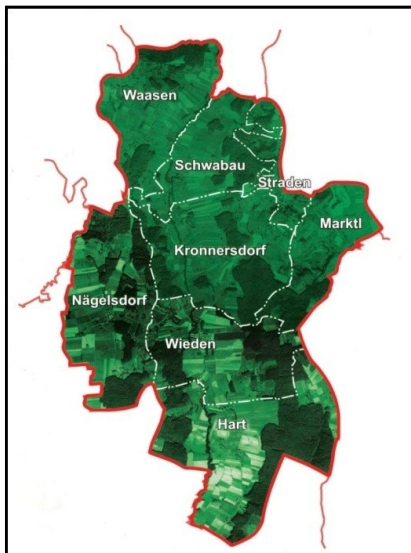 Waasen
Schwabau
Straden
Marktl
Kronnersdorf
Nägelsdorf
Wieden
Hart